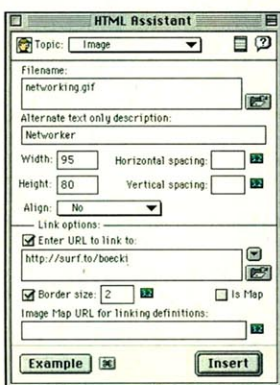 HTML Assistant
Topic: Image
Filename:
networking.gif
Alternate text only description:
Networker
Width: 95 Horizontal spacing:
Height: 80 Vertical spacing:
Align: No
Link options:
Enter URL to link to:
http://surf.to/boecki
Border size: 2 Is Map
Image Map URL for linking definitions:
Example Insert